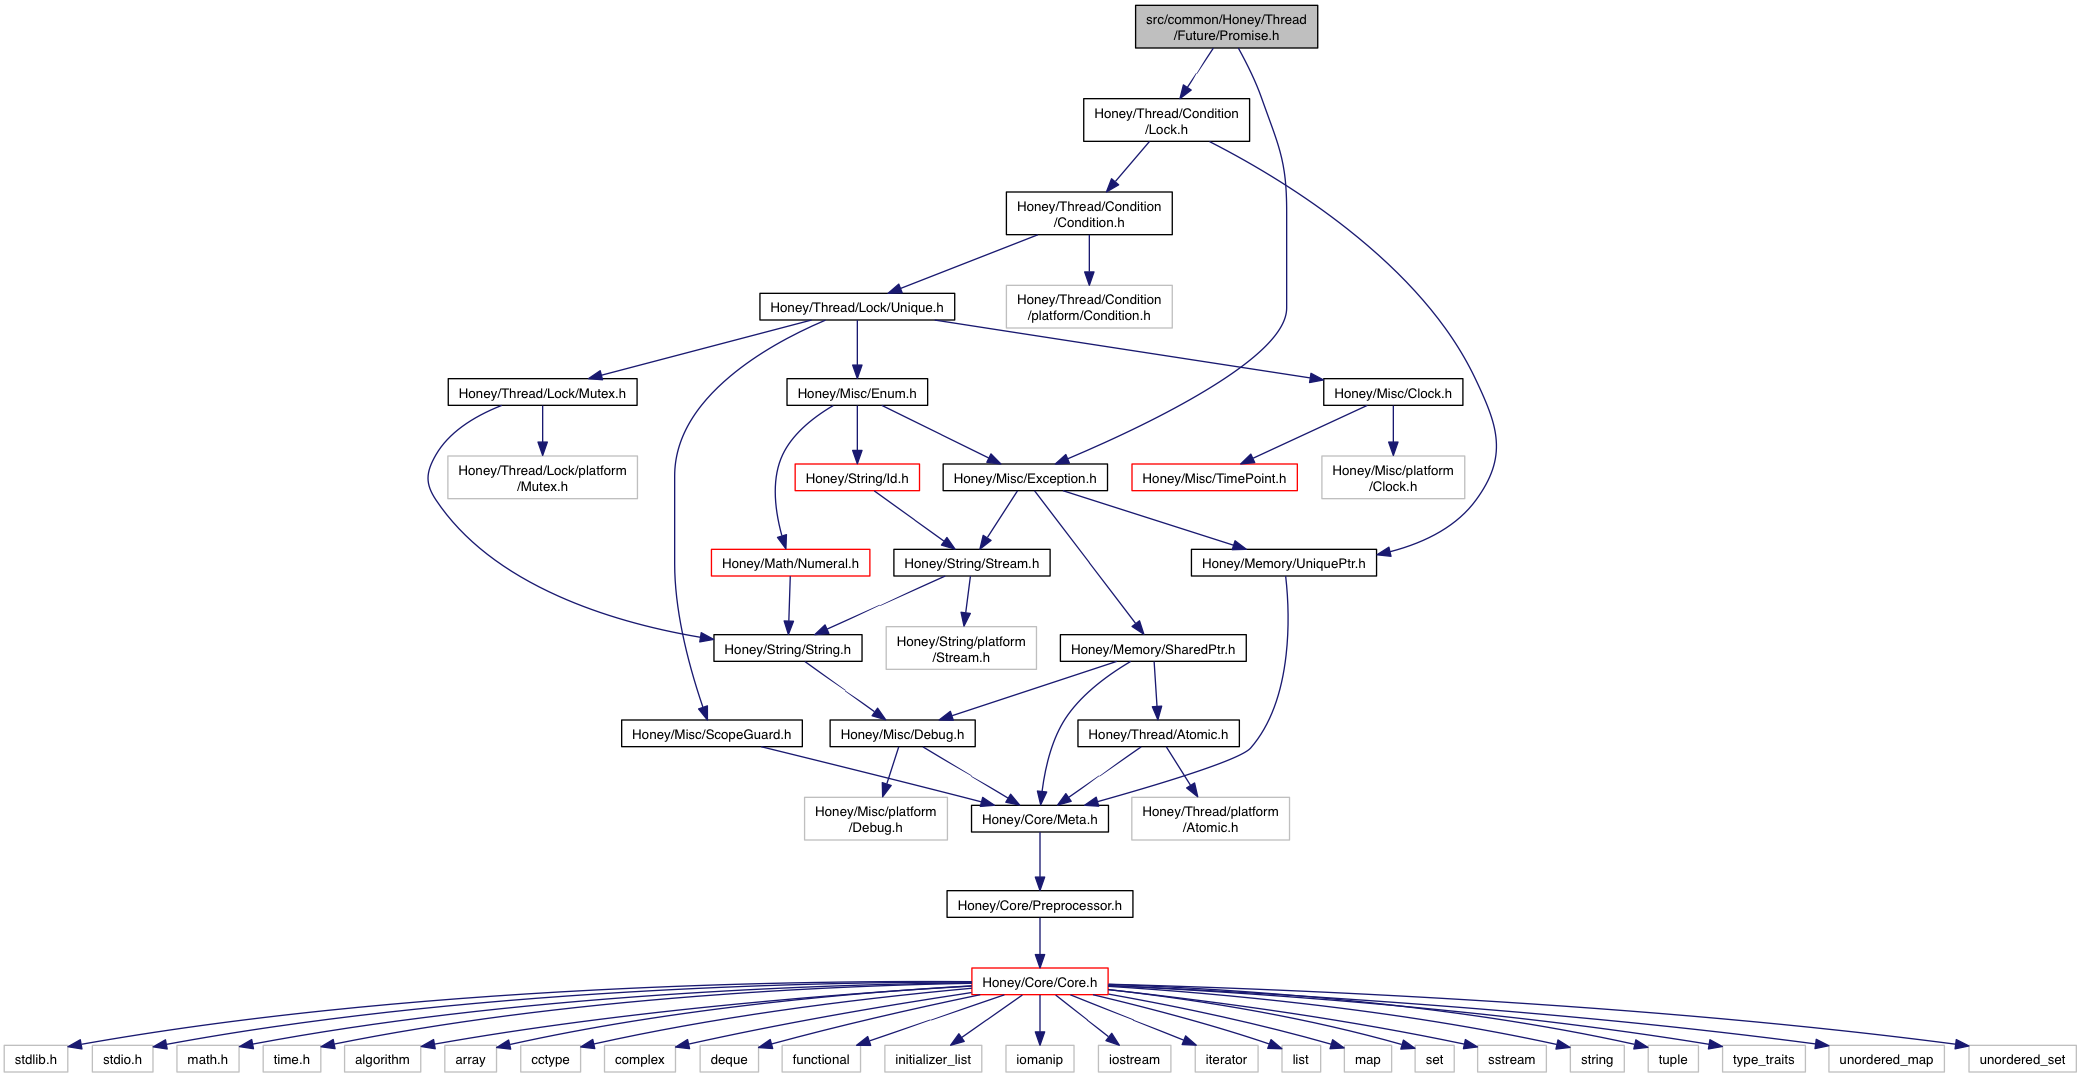 src/common/Honey/Thread
/Future/Promise.h
Honey/Thread/Condition
/Lock.h
Honey/Thread/Condition
/Condition.h
Honey/Thread/Lock/Unique.h
Honey/Thread/Condition
/platform/Condition.h
Honey/Thread/Lock/Mutex.h
Honey/Misc/Enum.h
Honey/Misc/Clock.h
Honey/Thread/Lock/platform
/Mutex.h
Honey/String/Id.h
Honey/Misc/Exception.h
Honey/Misc/TimePoint.h
Honey/Misc/platform
/Clock.h
Honey/Math/Numeral.h
Honey/String/Stream.h
Honey/Memory/UniquePtr.h
Honey/String/String.h
Honey/String/platform
/Stream.h
Honey/Memory/SharedPtr.h
Honey/Misc/ScopeGuard.h
Honey/Misc/Debug.h
Honey/Thread/Atomic.h
Honey/Misc/platform
/Debug.h
Honey/Core/Meta.h
Honey/Thread/platform
/Atomic.h
Honey/Core/Preprocessor.h
Honey/Core/Core.h
stdlib.h
stdio.h
math.h
time.h
algorithm
array
cctype
complex
deque
functional
initializer_list
iomanip
iostream
iterator
list
map
set
sstream
string
tuple
type_traits
unordered_map
unordered_set